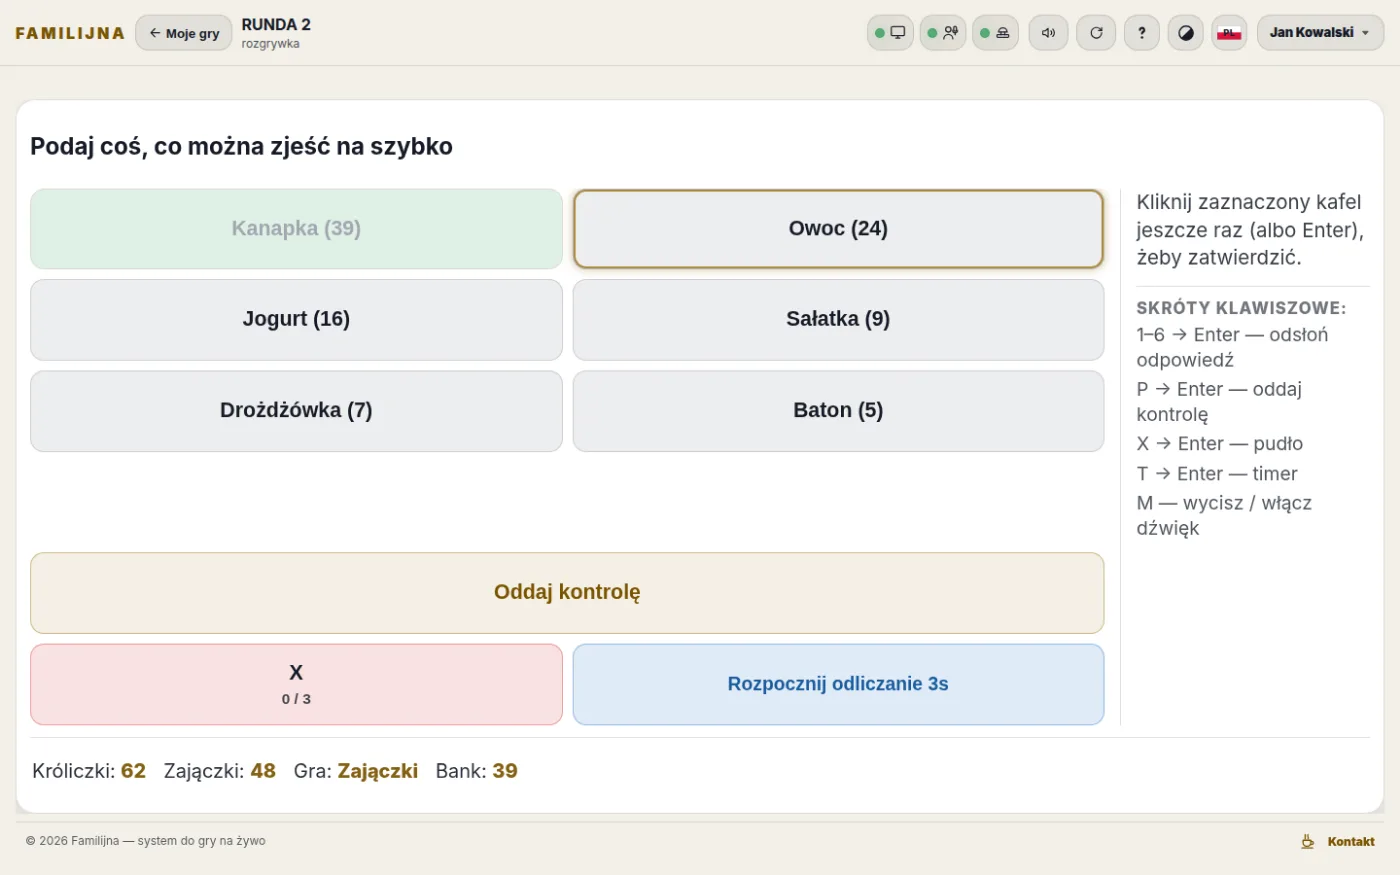 FAMILIJNA
← Moje gry
RUNDA 2
rozgrywka
?
PL
Jan Kowalski
Podaj coś, co można zjeść na szybko
Kanapka (39)
Owoc (24)
Jogurt (16)
Sałatka (9)
Drożdżówka (7)
Baton (5)
Oddaj kontrolę
X
0 / 3
Rozpocznij odliczanie 3s
Kliknij zaznaczony kafel
jeszcze raz (albo Enter),
żeby zatwierdzić.
SKRÓTY KLAWISZOWE:
1–6 → Enter — odsłoń
odpowiedź
P → Enter — oddaj
kontrolę
X → Enter — pudło
T → Enter — timer
M — wycisz / włącz
dźwięk
Króliczki: 62 Zajączki: 48 Gra: Zajączki Bank: 39
© 2026 Familijna — system do gry na żywo
Kontakt